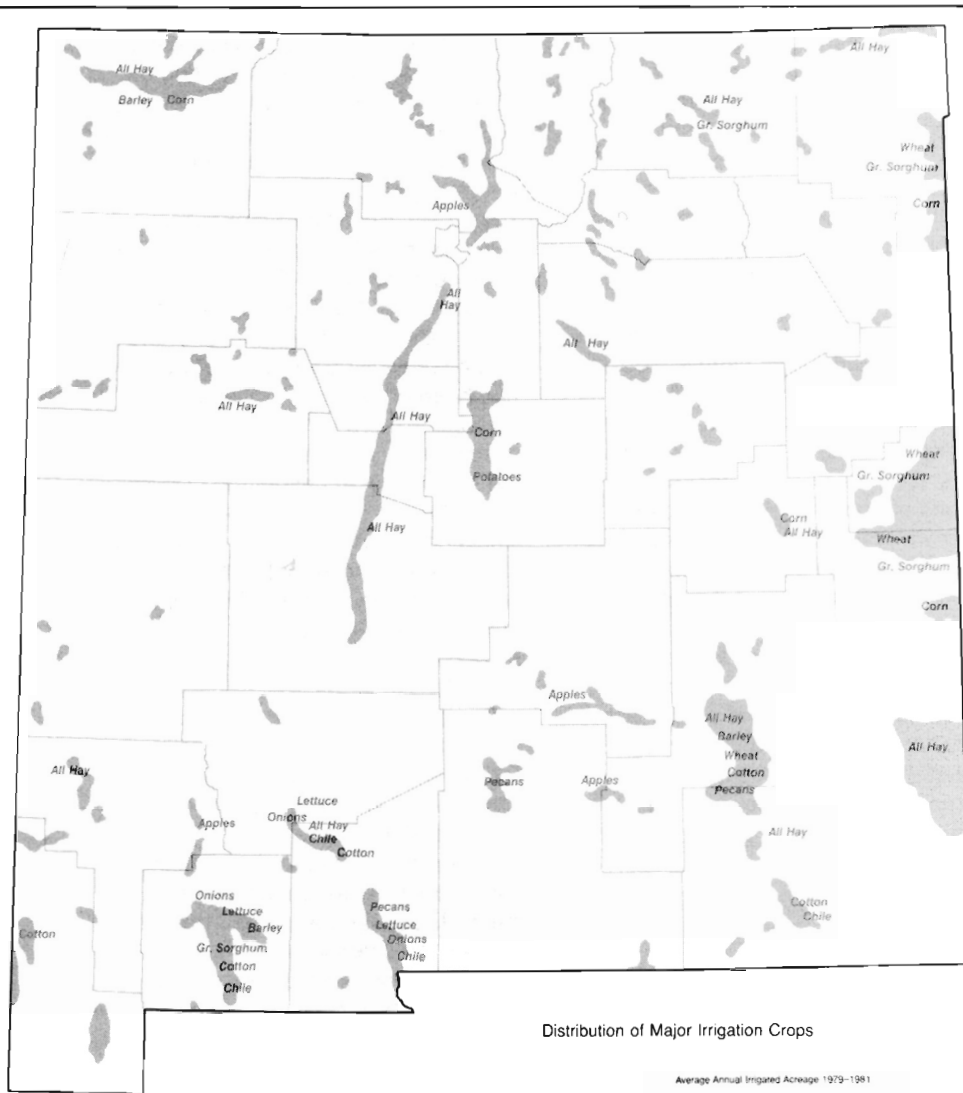 All Hay
All Hay
Barley Corn
All Hay
Gr. Sorghum
Wheat
Gr. Sorghum
Corn
Apples
All
Hay
All Hay
All Hay
All Hay
Corn
Potatoes
Wheat
Gr. Sorghum
Corn
All Hay
All Hay
Wheat
Gr. Sorghum
Corn
Apples
All Hay
Barley
Wheat
Cotton
Pecans
All Hay
All Hay
Pecans
Apples
Lettuce
Onions
All Hay
Chile
Cotton
Apples
All Hay
Onions
Lettuce
Barley
Gr. Sorghum
Cotton
Chile
Pecans
Lettuce
Onions
Chile
Cotton
Chile
Cotton
Distribution of Major Irrigation Crops
Average Annual Irrigated Acreage 1979-1981